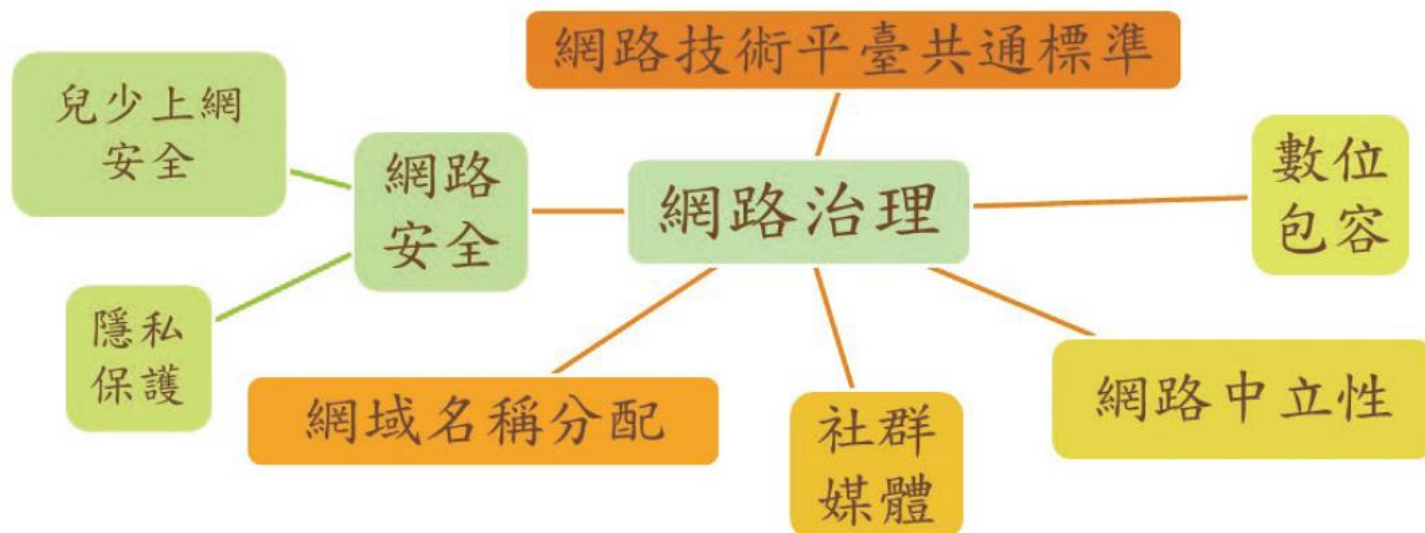 網路技術平臺共通標準
兒少上網
安全
網路
安全
網路治理
數位
包容
隱私
保護
網域名稱分配
社群
媒體
網路中立性